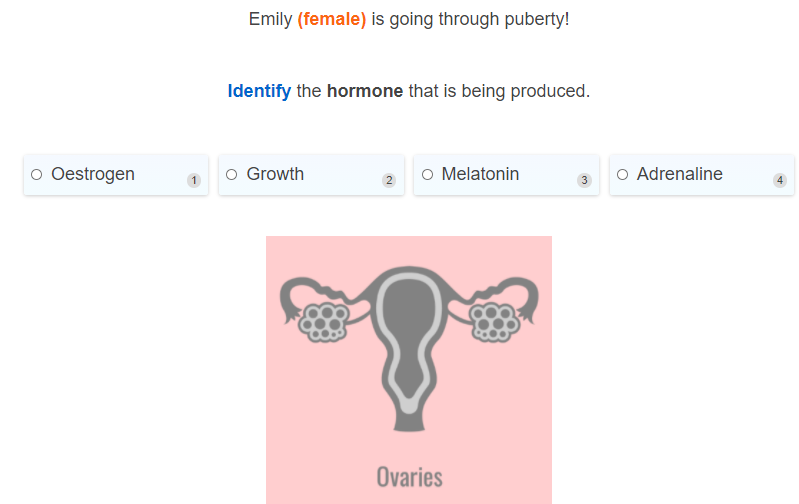 Emily (female) is going through puberty!
Identify the hormone that is being produced.
Oestrogen 1
Growth 2
Melatonin 3
Adrenaline 4
Ovaries